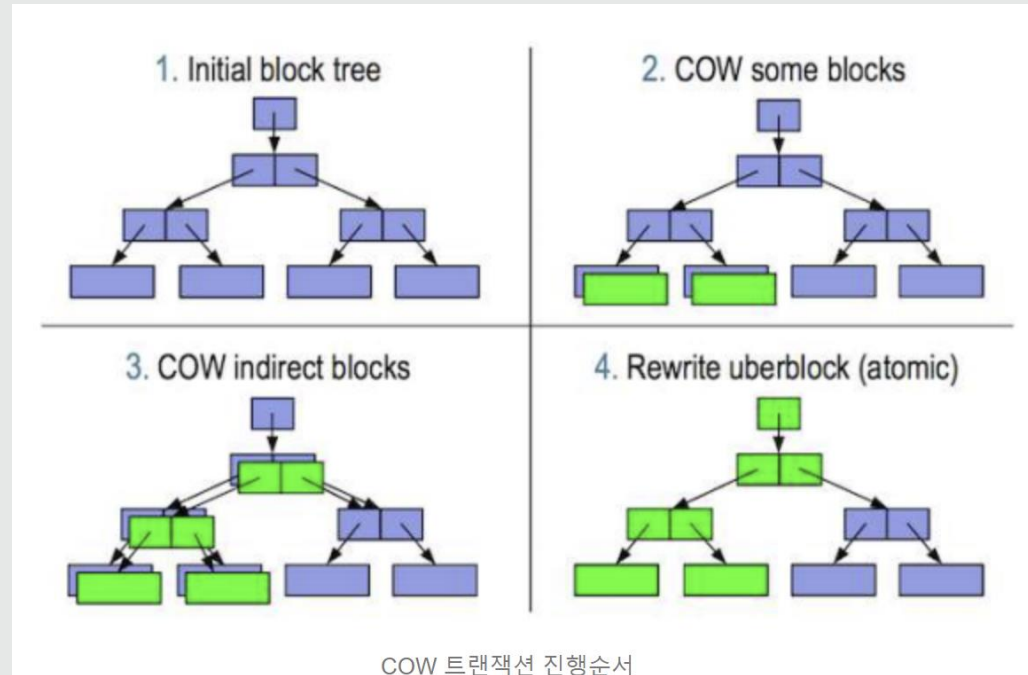 1. Initial block tree
2. COW some blocks
3. COW indirect blocks
4. Rewrite uberblock (atomic)
COW 트랜잭션 진행순서